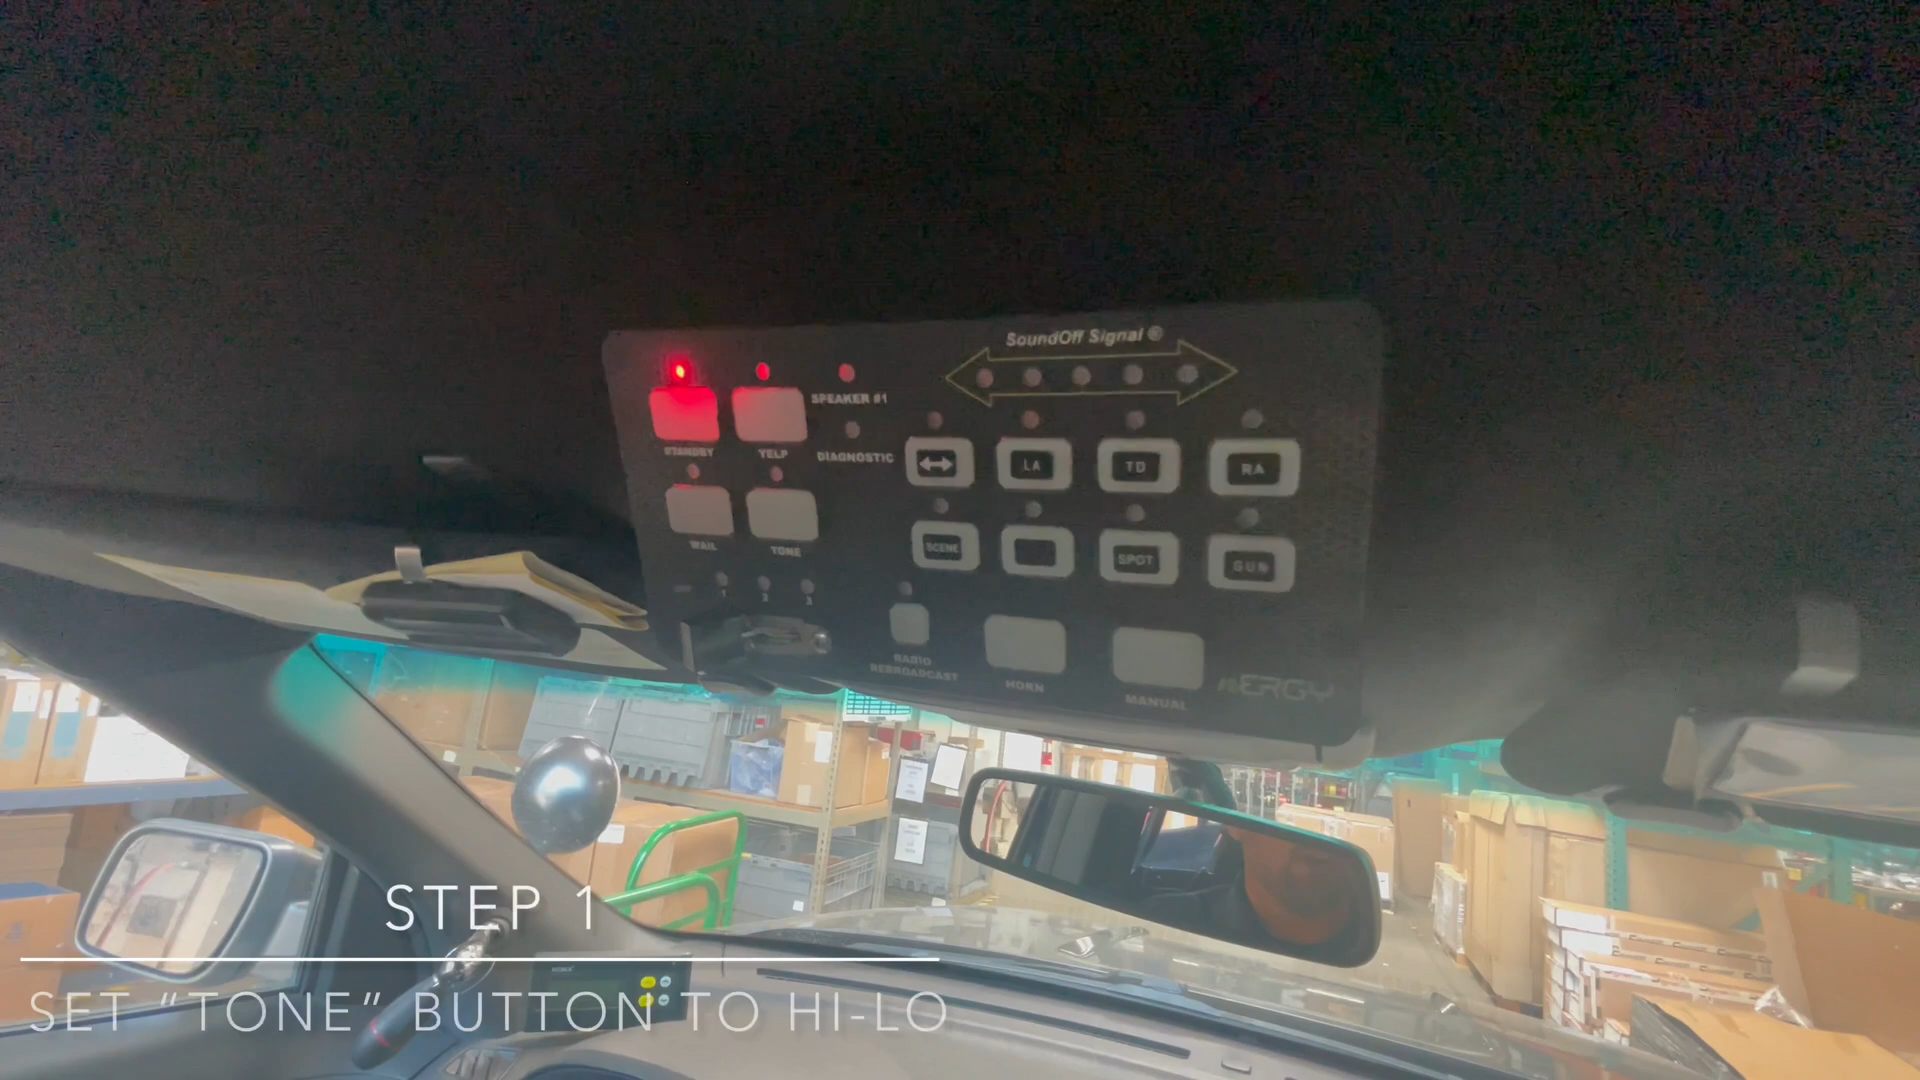 SoundOff Signal ®
SPEAKER #1
STANDBY
YELP
DIAGNOSTIC
LA
TD
RA
WAIL
TONE
SCENE
SPOT
GUN
1
2
3
RADIO
REBROADCAST
HORN
MANUAL
nERGY
STEP 1
SET “TONE” BUTTON TO HI-LO